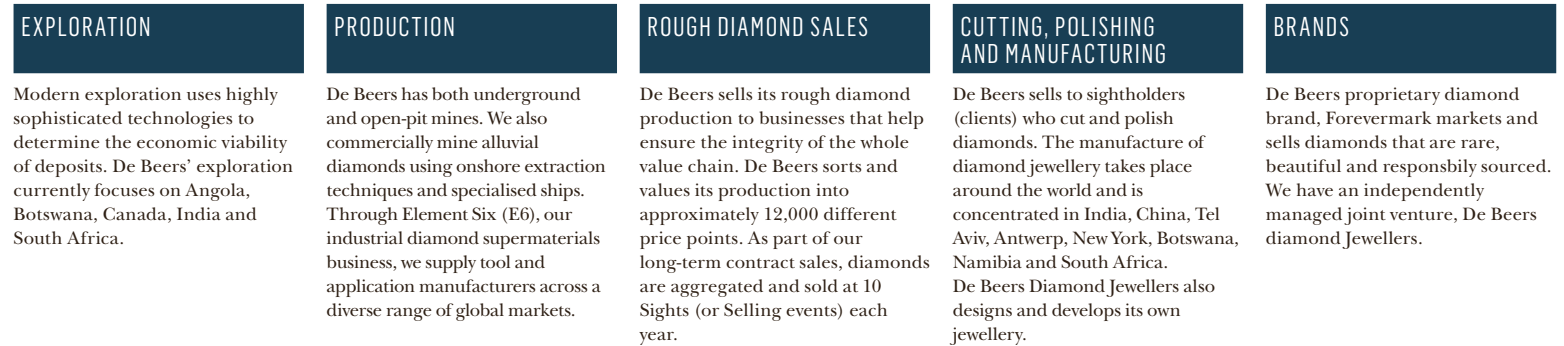 EXPLORATION
Modern exploration uses highly
sophisticated technologies to
determine the economic viability
of deposits. De Beers’ exploration
currently focuses on Angola,
Botswana, Canada, India and
South Africa.
PRODUCTION
De Beers has both underground
and open-pit mines. We also
commercially mine alluvial
diamonds using onshore extraction
techniques and specialised ships.
Through Element Six (E6), our
industrial diamond supermaterials
business, we supply tool and
application manufacturers across a
diverse range of global markets.
ROUGH DIAMOND SALES
De Beers sells its rough diamond
production to businesses that help
ensure the integrity of the whole
value chain. De Beers sorts and
values its production into
approximately 12,000 different
price points. As part of our
long-term contract sales, diamonds
are aggregated and sold at 10
Sights (or Selling events) each
year.
CUTTING, POLISHING
AND MANUFACTURING
De Beers sells to sightholders
(clients) who cut and polish
diamonds. The manufacture of
diamond jewellery takes place
around the world and is
concentrated in India, China, Tel
Aviv, Antwerp, New York, Botswana,
Namibia and South Africa.
De Beers Diamond Jewellers also
designs and develops its own
jewellery.
BRANDS
De Beers proprietary diamond
brand, Forevermark markets and
sells diamonds that are rare,
beautiful and responsbily sourced.
We have an independently
managed joint venture, De Beers
diamond Jewellers.